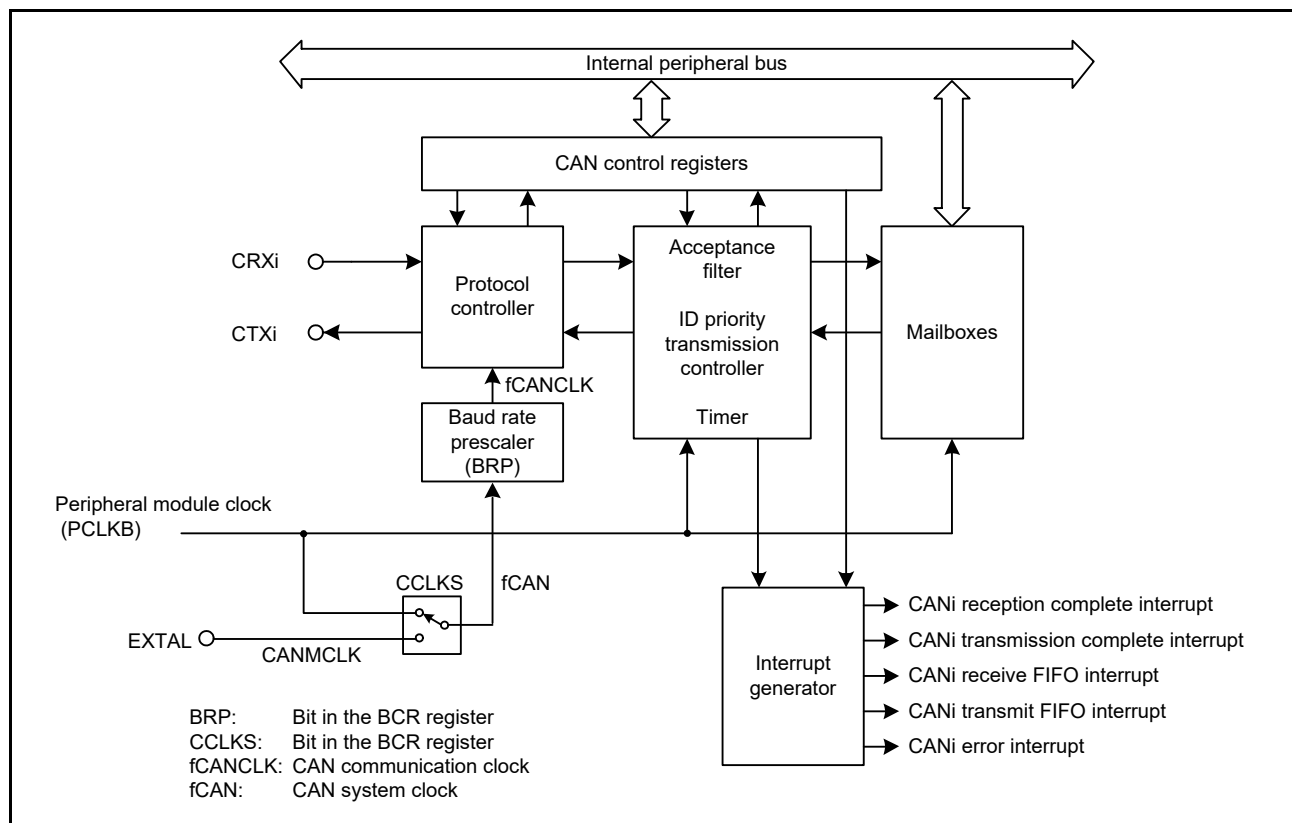 Internal peripheral bus
CAN control registers
CRXi
CTXi
Protocol
controller
Acceptance
filter
ID priority
transmission
controller
Timer
Mailboxes
fCANCLK
Baud rate
prescaler
(BRP)
Peripheral module clock
(PCLKB)
CCLKS
fCAN
EXTAL
CANMCLK
Interrupt
generator
CANi reception complete interrupt
CANi transmission complete interrupt
CANi receive FIFO interrupt
CANi transmit FIFO interrupt
CANi error interrupt
BRP: Bit in the BCR register
CCLKS: Bit in the BCR register
fCANCLK: CAN communication clock
fCAN: CAN system clock